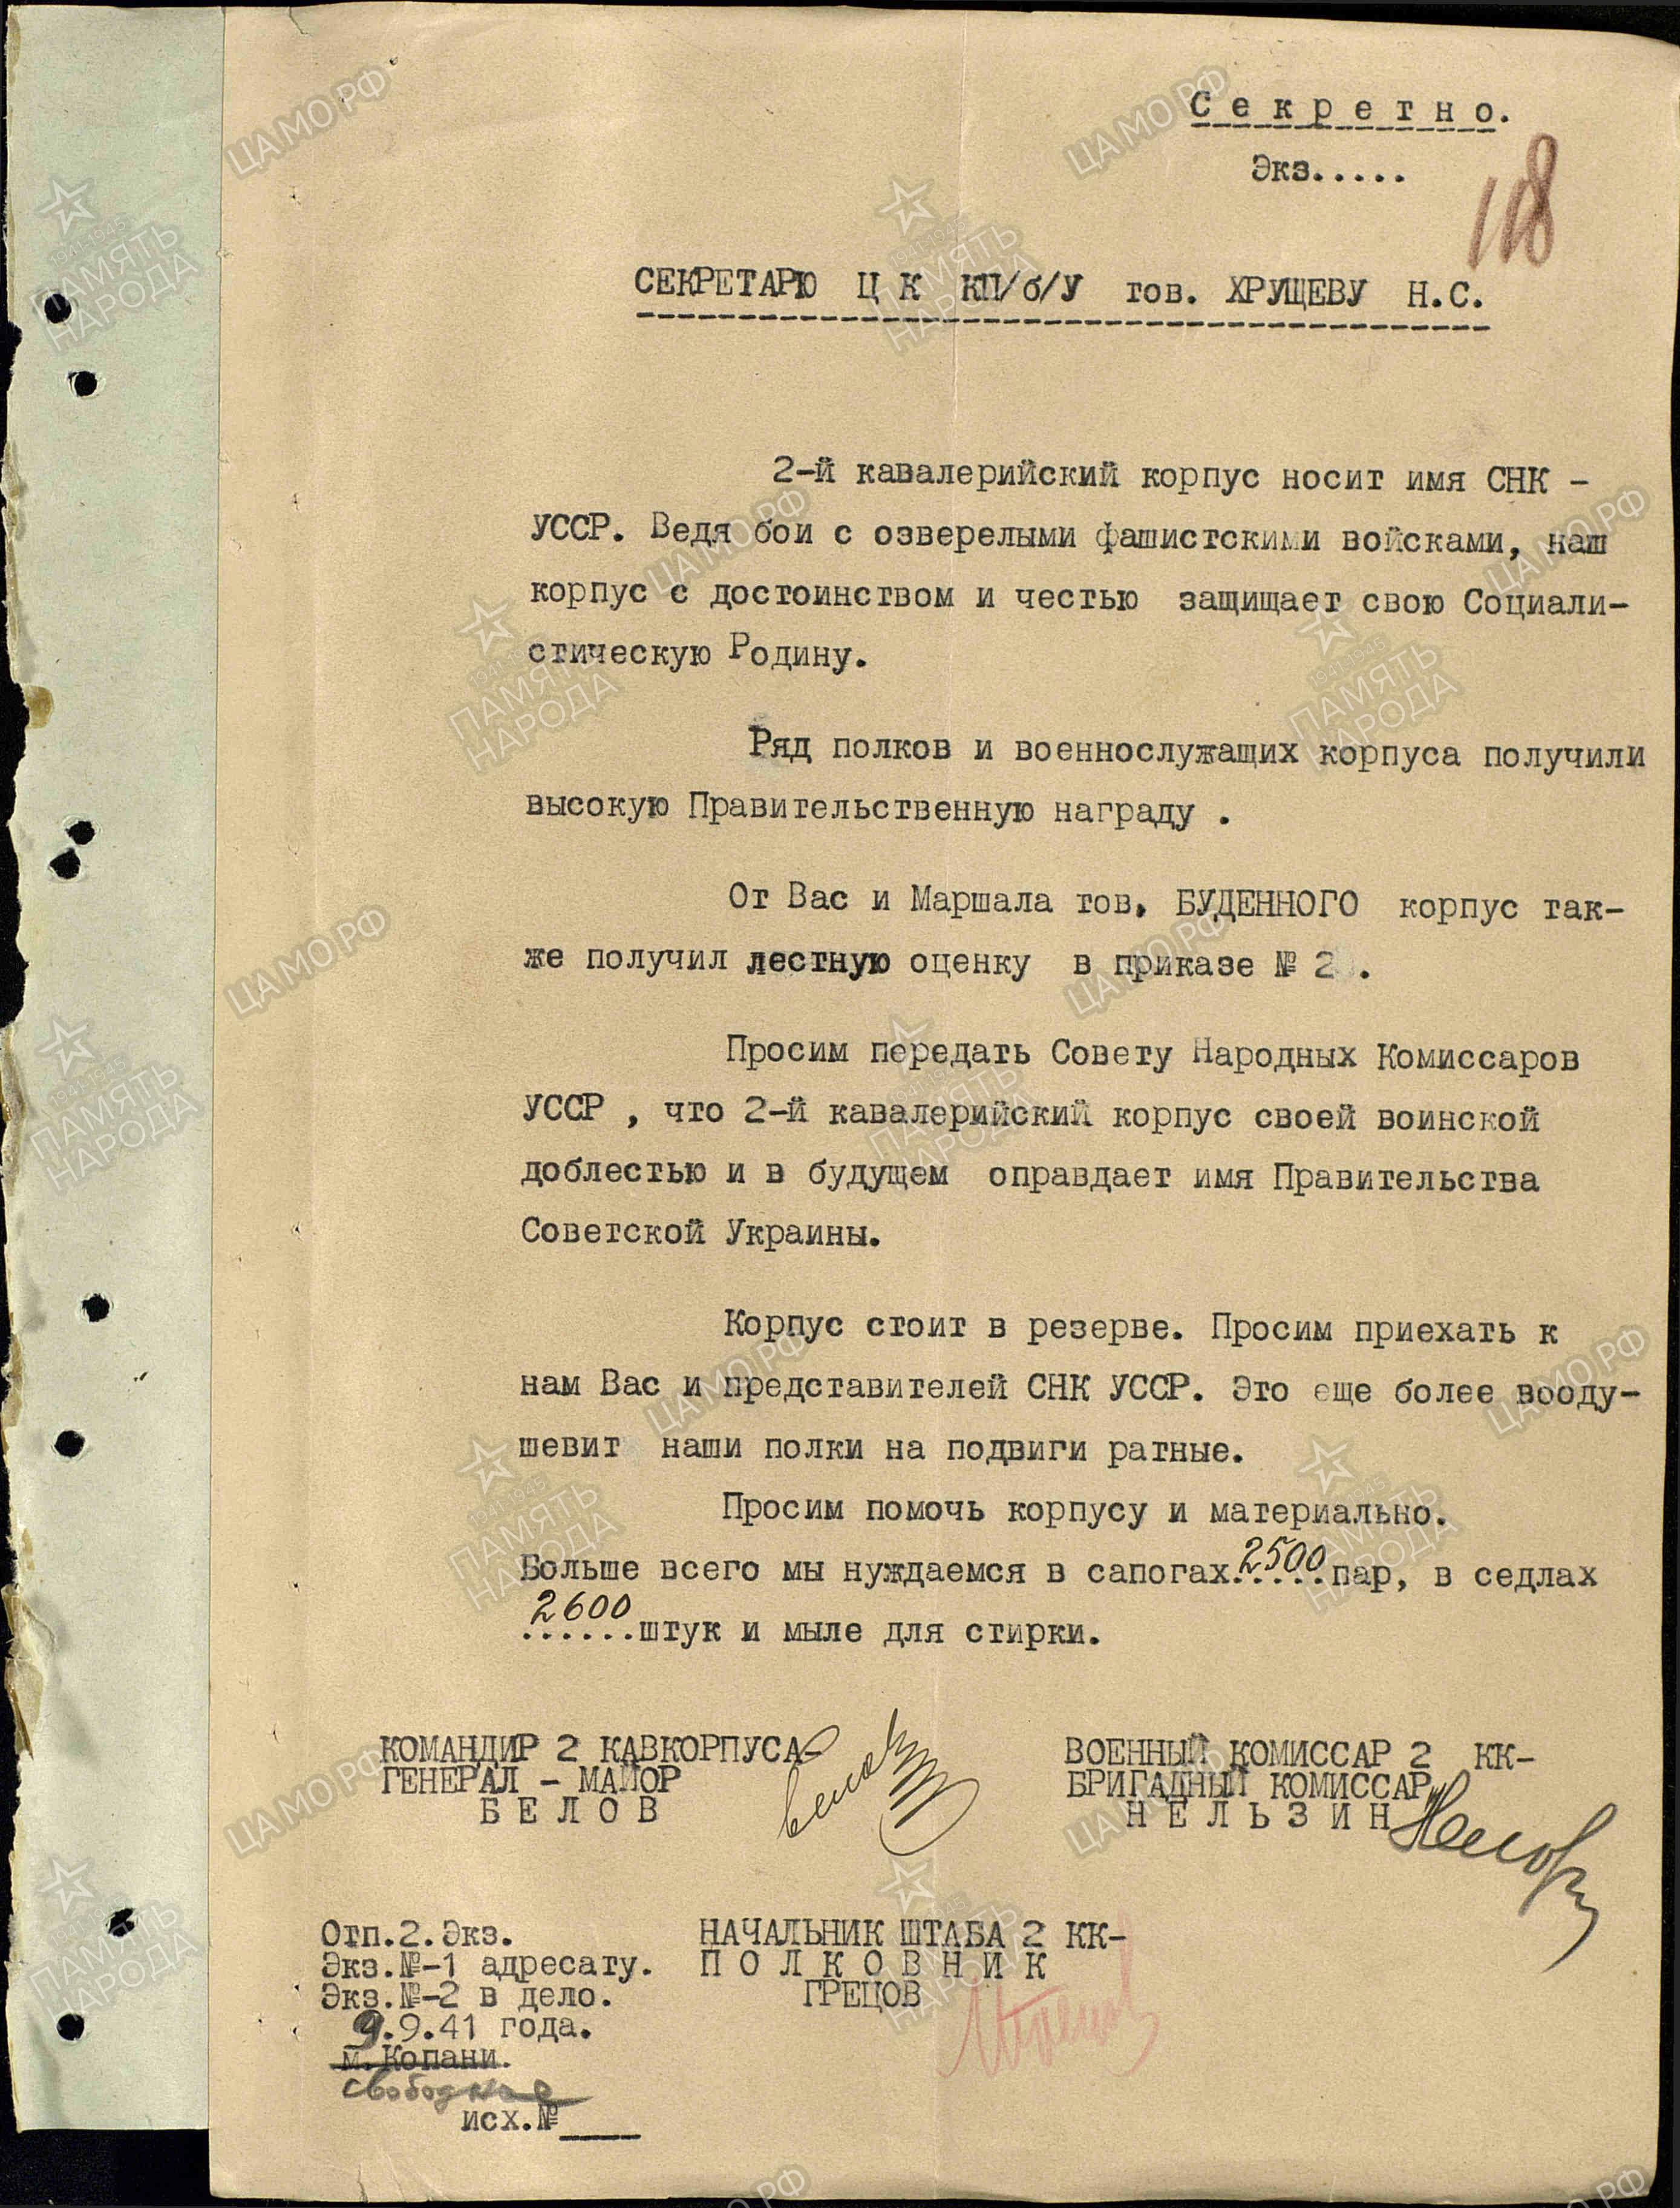 Секретно.
Экз.....
118
СЕКРЕТАРЮ Ц К КП/б/У тов. ХРУЩЕВУ Н.С.
2-й кавалерийский корпус носит имя СНК -
УССР. Ведя бои с озверелыми фашистскими войсками, наш
корпус с достоинством и честью защищает свою Социали-
стическую Родину.
Ряд полков и военнослужащих корпуса получили
высокую Правительственную награду .
От Вас и Маршала тов. БУДЕННОГО корпус так-
же получил лестную оценку в приказе № 2 .
Просим передать Совету Народных Комиссаров
УССР , что 2-й кавалерийский корпус своей воинской
доблестью и в будущем оправдает имя Правительства
Советской Украины.
Корпус стоит в резерве. Просим приехать к
нам Вас и представителей СНК УССР. Это еще более вооду-
шевит наши полки на подвиги ратные.
Просим помочь корпусу и материально.
Больше всего мы нуждаемся в сапогах 2500 пар, в седлах
2600 штук и мыле для стирки.
КОМАНДИР 2 КАВКОРПУСА- ВОЕННЫЙ КОМИССАР 2 КК-
ГЕНЕРАЛ - МАЙОР БРИГАДНЫЙ КОМИССАР
Б Е Л О В Н Е Л Ь З И Н
Отп.2.Экз. НАЧАЛЬНИК ШТАБА 2 КК-
Экз.№-1 адресату. П О Л К О В Н И К
Экз.№-2 в дело. ГРЕЦОВ
9.9.41 года.
м.Копани.
свободное
исх.№
ЦАМО РФ
1941-1945
ПАМЯТЬ
НАРОДА